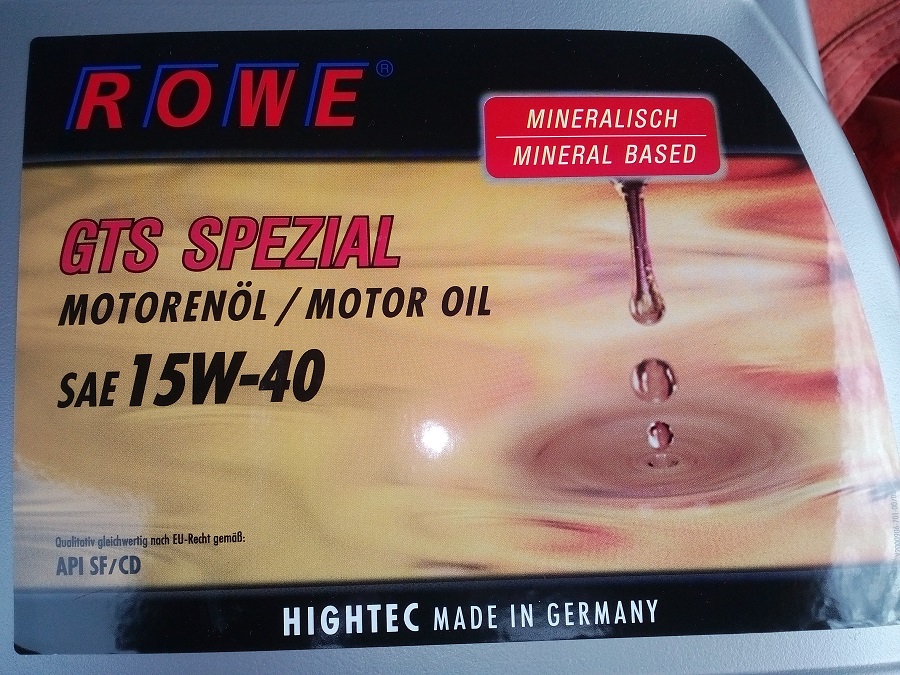 ROWE®
MINERALISCH
MINERAL BASED
GTS SPEZIAL
MOTORENÖL / MOTOR OIL
SAE 15W-40
Qualitativ gleichwertig nach EU-Recht gemäß:
API SF/CD
HIGHTEC MADE IN GERMANY